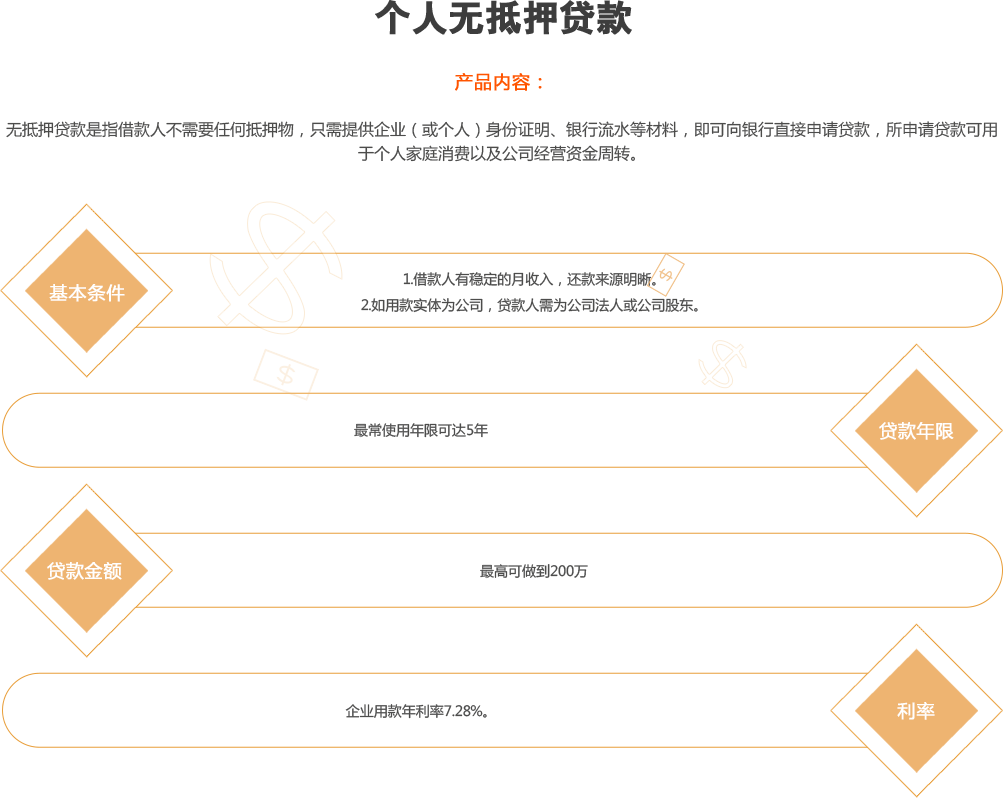 个人无抵押贷款
产品内容：
无抵押贷款是指借款人不需要任何抵押物，只需提供企业（或个人）身份证明、银行流水等材料，即可向银行直接申请贷款，所申请贷款可用
于个人家庭消费以及公司经营资金周转。
基本条件
1.借款人有稳定的月收入，还款来源明晰。
2.如用款实体为公司，贷款人需为公司法人或公司股东。
最常使用年限可达5年
贷款年限
贷款金额
最高可做到200万
企业用款年利率7.28%。
利率